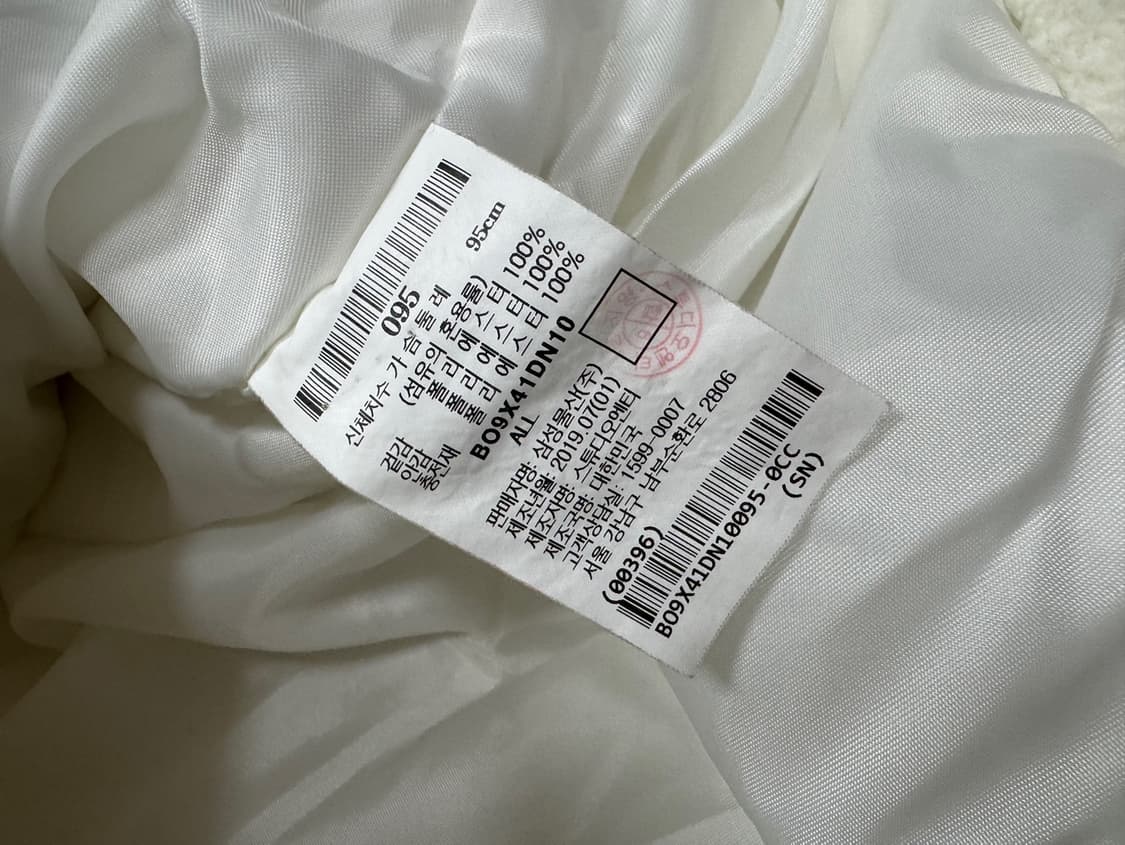 095
신체치수 가슴둘레 95cm
(섬유의 혼용률)
겉감 폴리에스터 100%
안감 폴리에스터 100%
충전재 폴리에스터 100%
BO9X41DN10
ALL
판매자명: 삼성물산(주)
제조년월: 2019.07(01)
제조사명: 스튜디오엔티
제조국명: 대한민국
고객상담실: 1599-0007
서울 강남구 남부순환로 2806
(00396)
BO9X41DN10095-0CC
(SN)